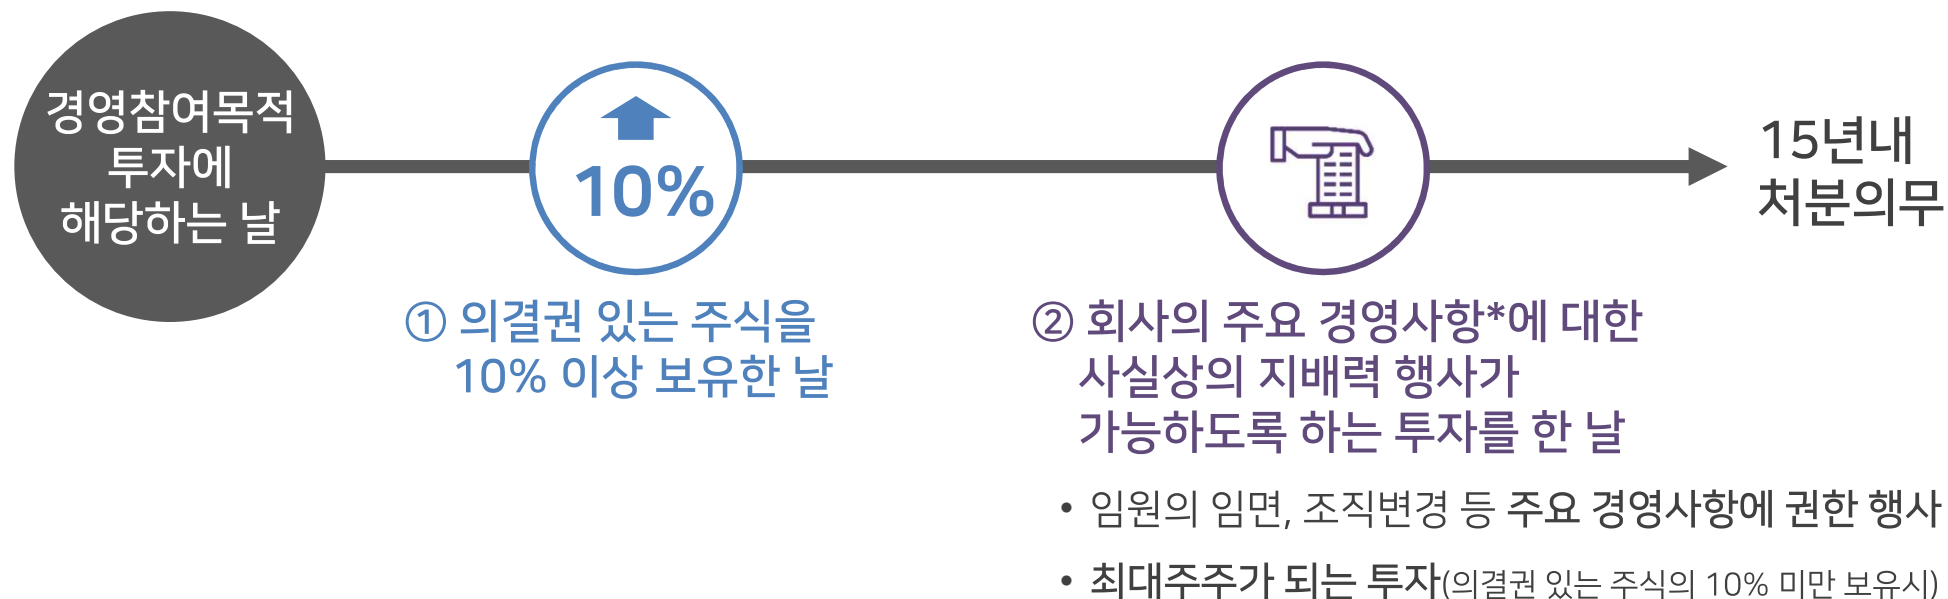 경영참여목적
투자에
해당하는 날
10%
15년내
처분의무
① 의결권 있는 주식을
10% 이상 보유한 날
② 회사의 주요 경영사항*에 대한
사실상의 지배력 행사가
가능하도록 하는 투자를 한 날
• 임원의 임면, 조직변경 등 주요 경영사항에 권한 행사
• 최대주주가 되는 투자(의결권 있는 주식의 10% 미만 보유시)